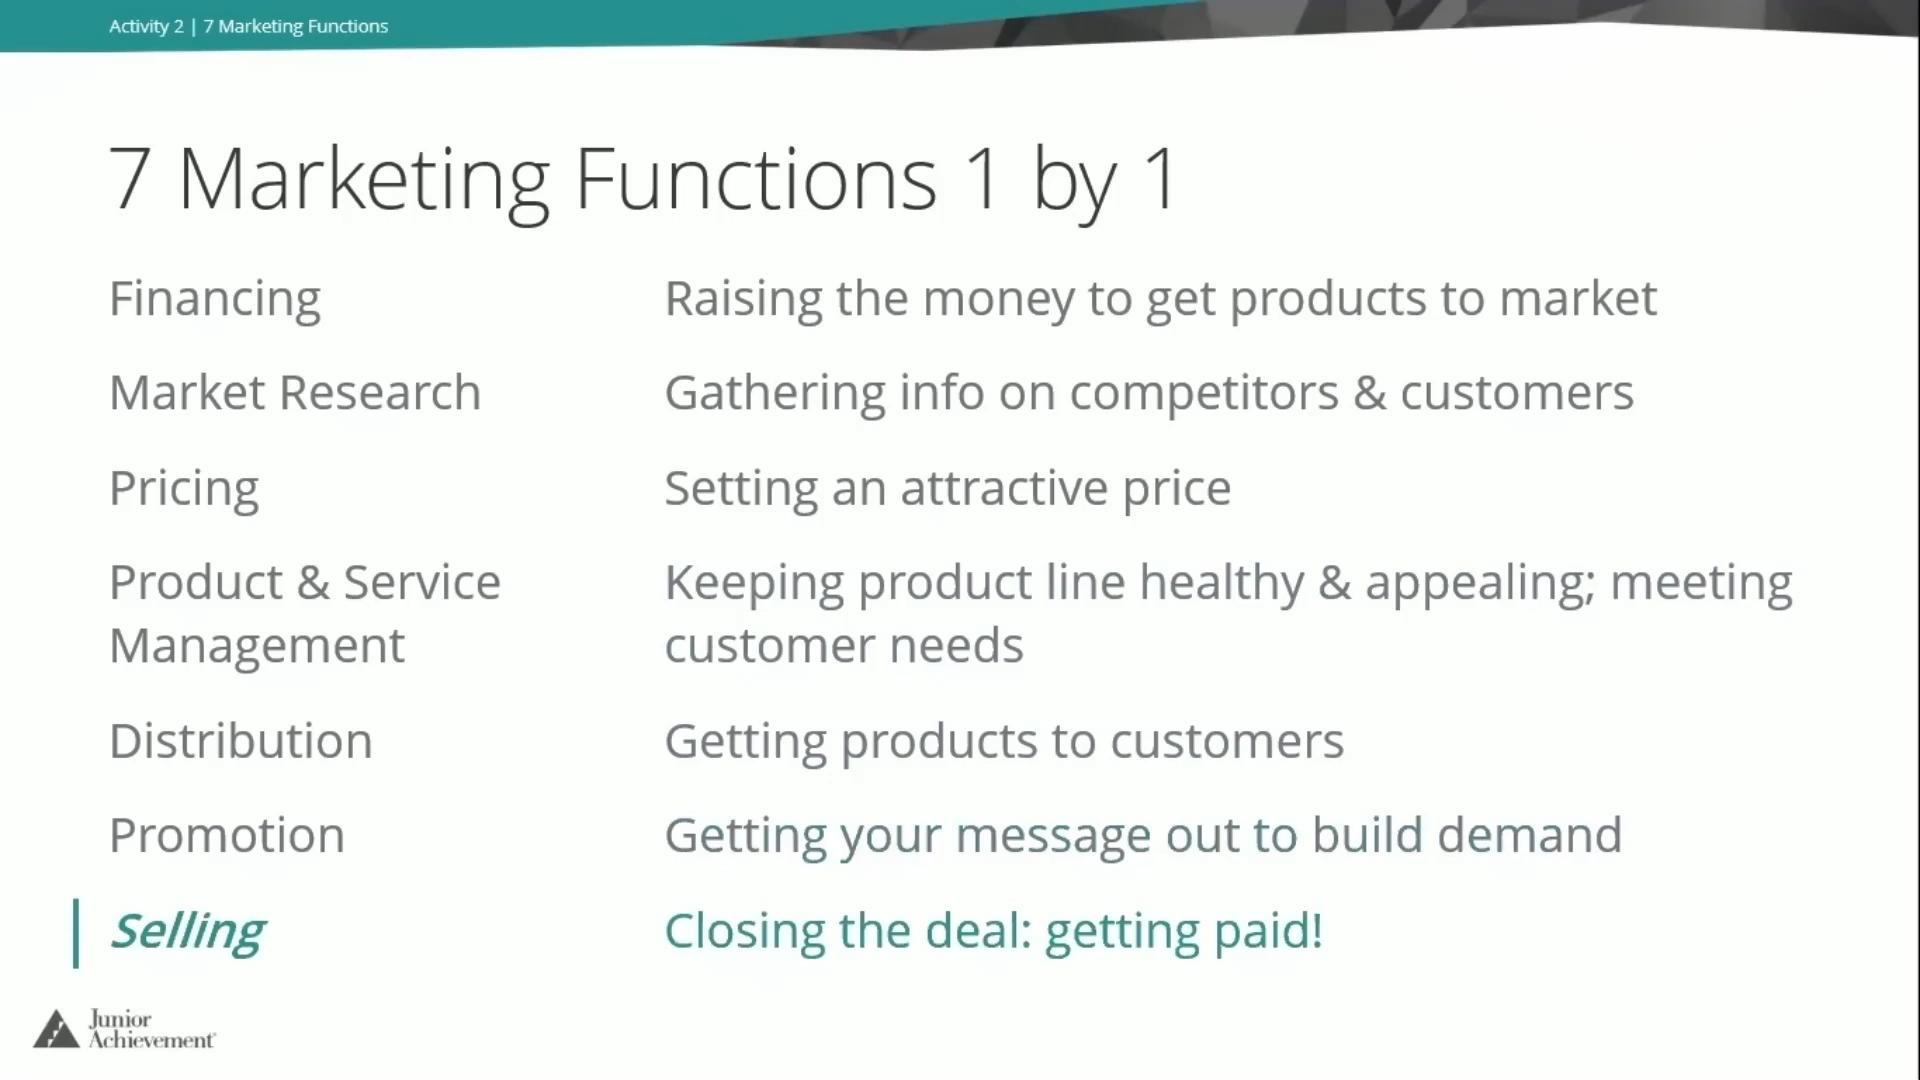 Activity 2 | 7 Marketing Functions
7 Marketing Functions 1 by 1
Financing Raising the money to get products to market
Market Research Gathering info on competitors & customers
Pricing Setting an attractive price
Product & Service Keeping product line healthy & appealing; meeting
Management customer needs
Distribution Getting products to customers
Promotion Getting your message out to build demand
Selling Closing the deal: getting paid!
Junior
Achievement